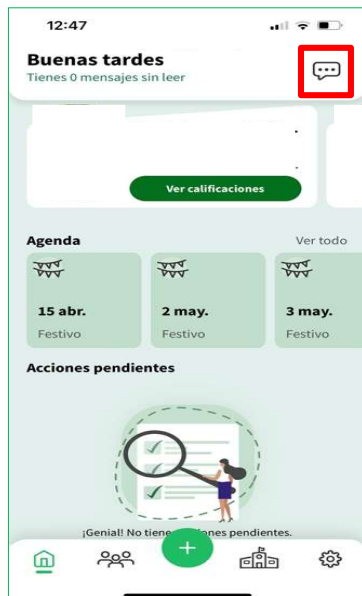 12:47
Buenas tardes
Tienes 0 mensajes sin leer
Ver calificaciones
Agenda
Ver todo
15 abr.
Festivo
2 may.
Festivo
3 may.
Festivo
Acciones pendientes
¡Genial! No tiene ones pendientes.